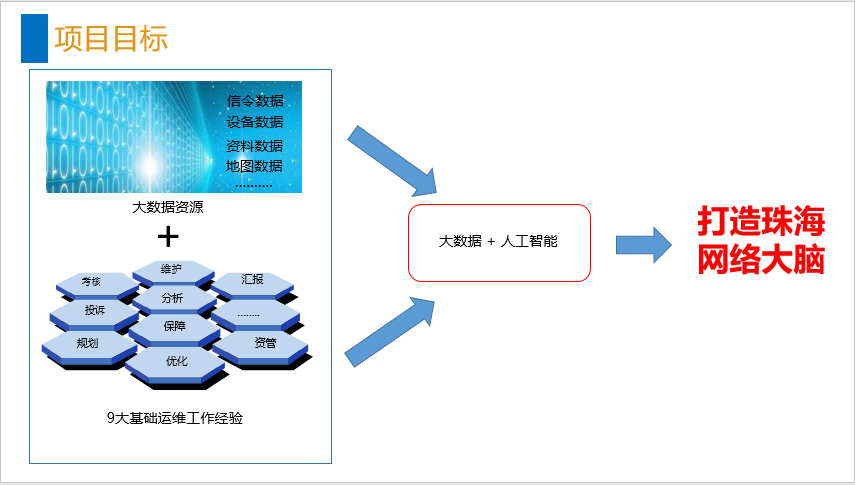 项目目标
信令数据
设备数据
资料数据
地图数据
..........
大数据资源
+
维护
考核
汇报
分析
投诉
........
保障
规划
资管
优化
9大基础运维工作经验
大数据 + 人工智能
打造珠海
网络大脑